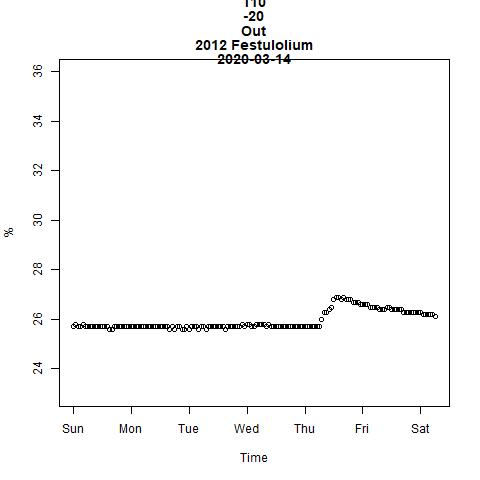 110
-20
Out
2012 Festulolium
2020-03-14
36
34
32
30
28
26
24
%
Sun Mon Tue Wed Thu Fri Sat
Time